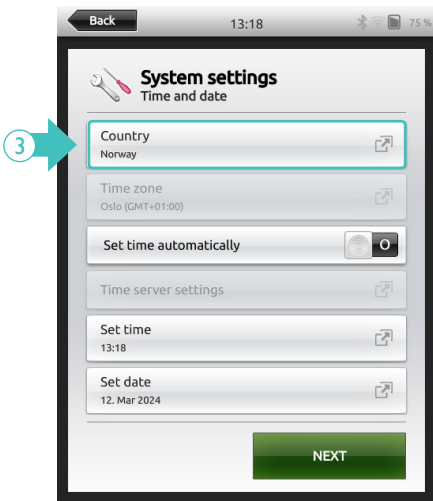 Back
13:18
75 %
System settings
Time and date
3
Country
Norway
Time zone
Oslo (GMT+01:00)
Set time automatically
O
Time server settings
Set time
13:18
Set date
12. Mar 2024
NEXT